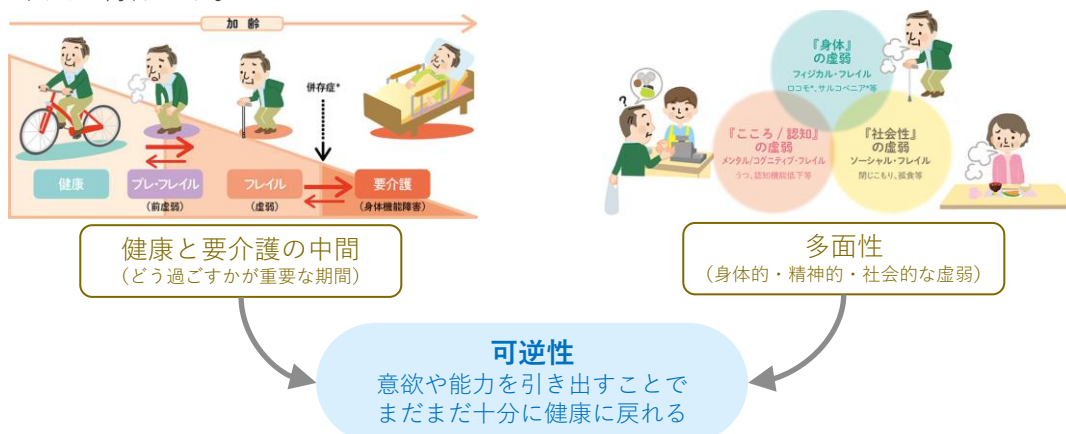 加 齢
併存症*
健康
プレ・フレイル
(前虚弱)
フレイル
(虚弱)
要介護
(身体機能障害)
『身体』
の虚弱
フィジカル・フレイル
ロコモ*、サルコペニア*等
?
『こころ / 認知』
の虚弱
メンタル/コグニティブ・フレイル
うつ、認知機能低下等
『社会性』
の虚弱
ソーシャル・フレイル
閉じこもり、孤食等
健康と要介護の中間
(どう過ごすかが重要な期間)
多面性
(身体的・精神的・社会的な虚弱)
可逆性
意欲や能力を引き出すことで
まだまだ十分に健康に戻れる